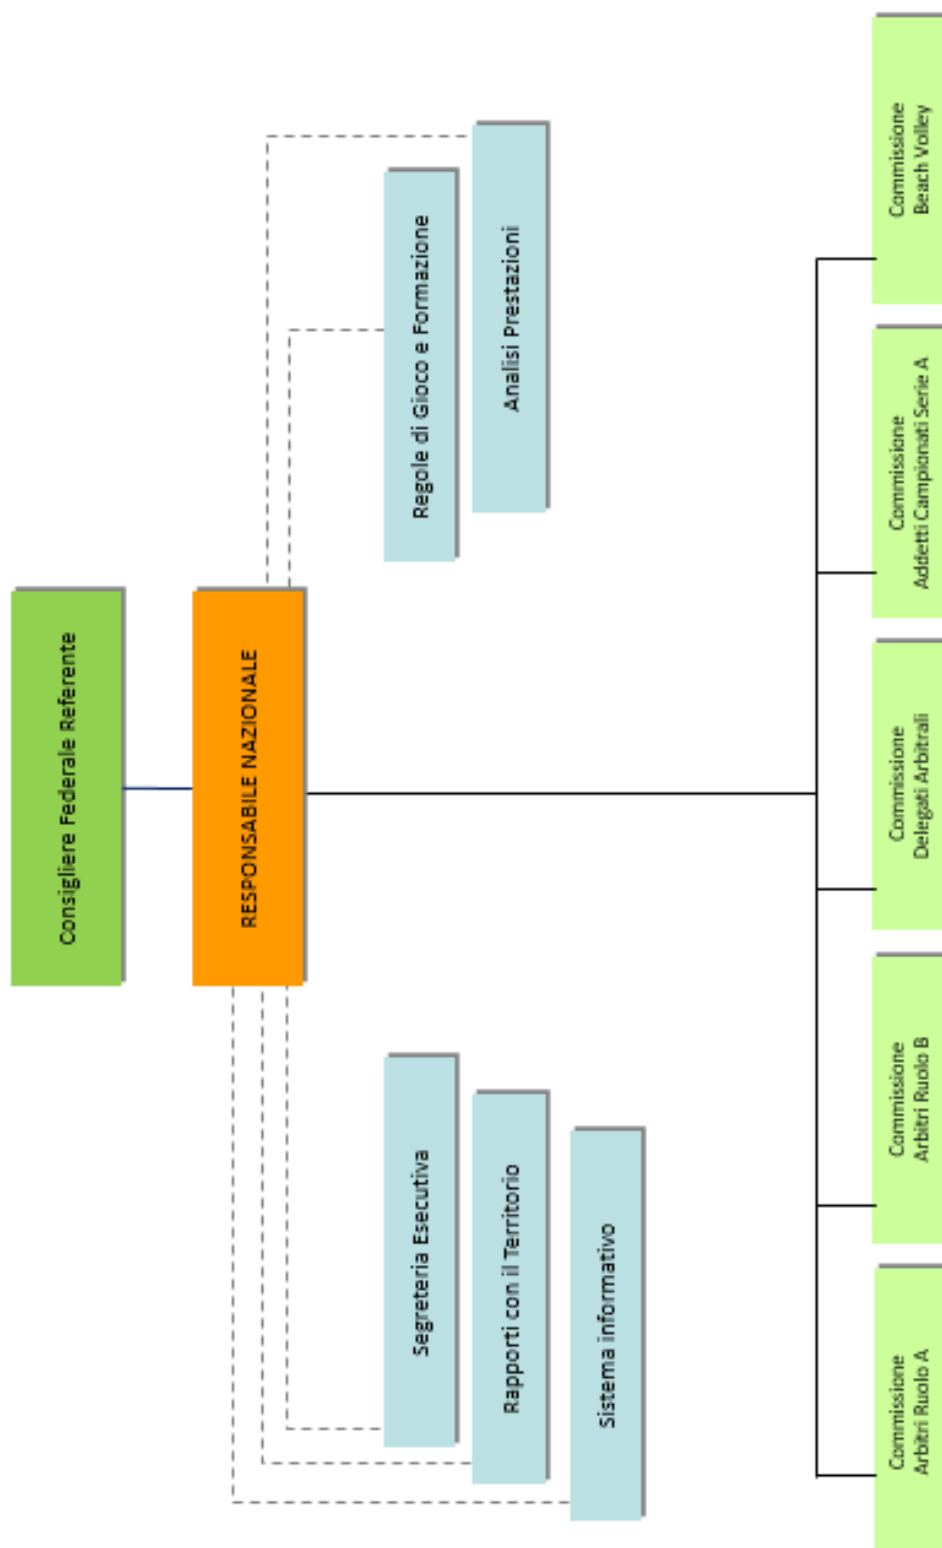 Consigliere Federale Referente
RESPONSABILE NAZIONALE
Segreteria Esecutiva
Rapporti con il Territorio
Sistema informativo
Regole di Gioco e Formazione
Analisi Prestazioni
Commissione
Arbitri Ruolo A
Commissione
Arbitri Ruolo B
Commissione
Delegati Arbitrali
Commissione
Addetti Campionati Serie A
Commissione
Beach Volley